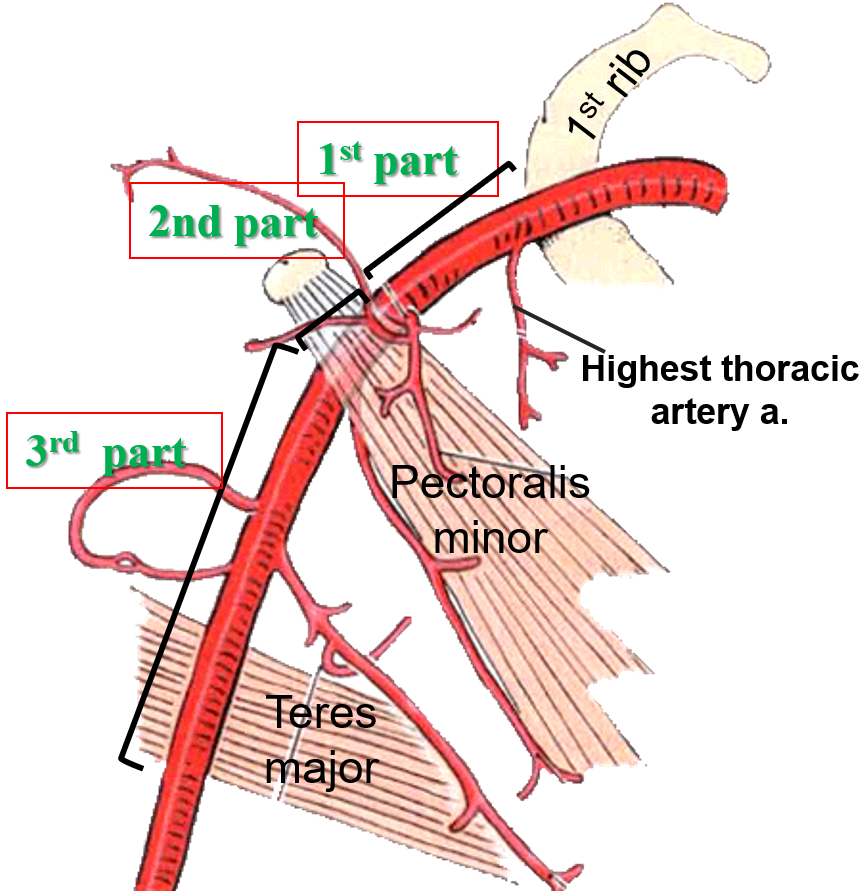 1st rib
1st part
2nd part
Highest thoracic
artery a.
3rd part
Pectoralis
minor
Teres
major